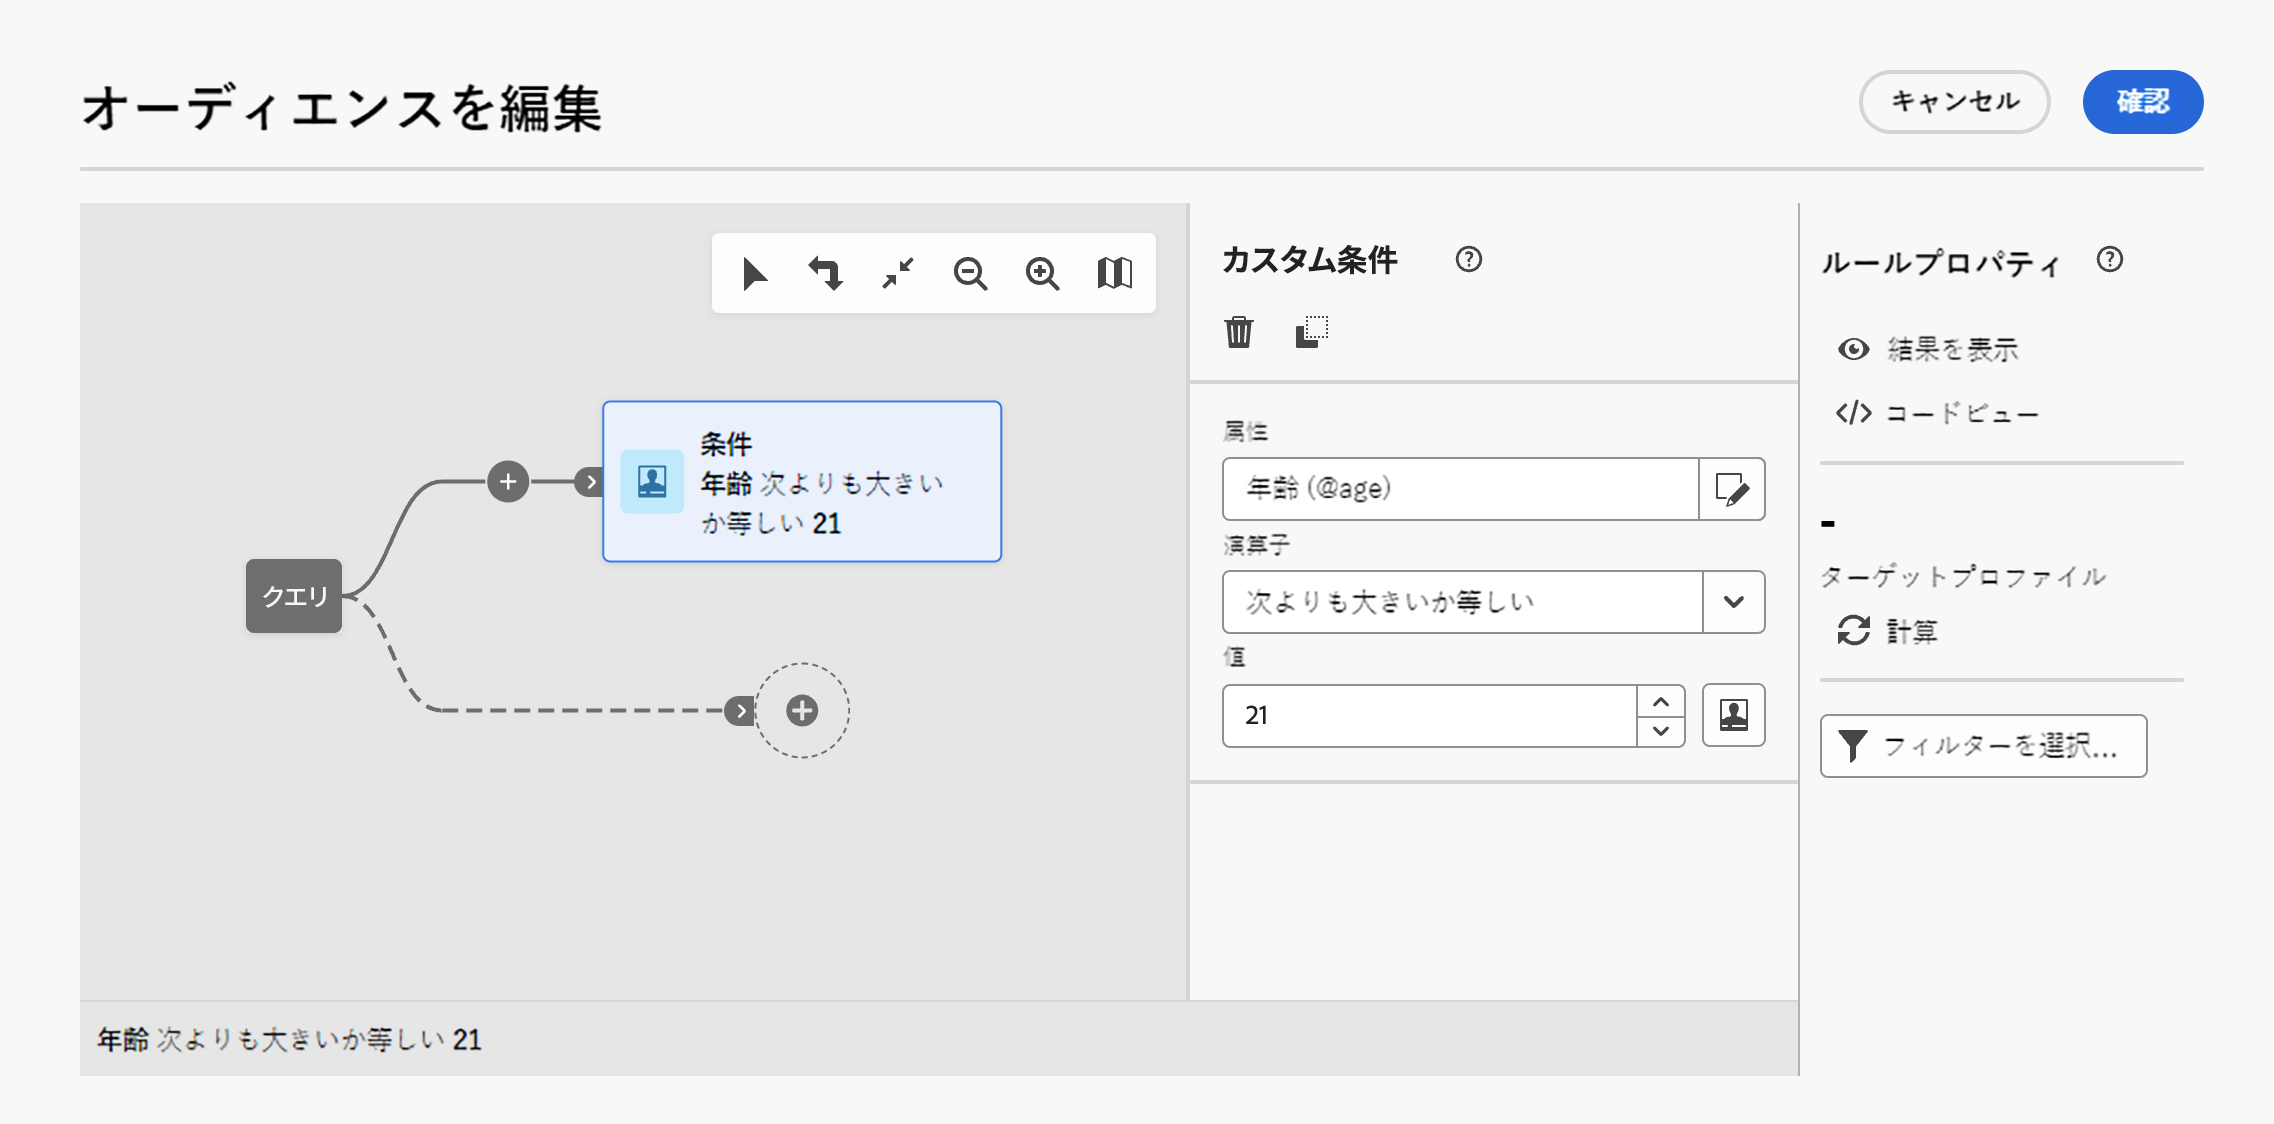 オーディエンスを編集
キャンセル
確認
条件
年齢 次よりも大きい
か等しい 21
クエリ
カスタム条件
属性
年齢 (@age)
演算子
次よりも大きいか等しい
値
21
ルールプロパティ
結果を表示
</> コードビュー
-
ターゲットプロファイル
計算
フィルターを選択...
年齢 次よりも大きいか等しい 21